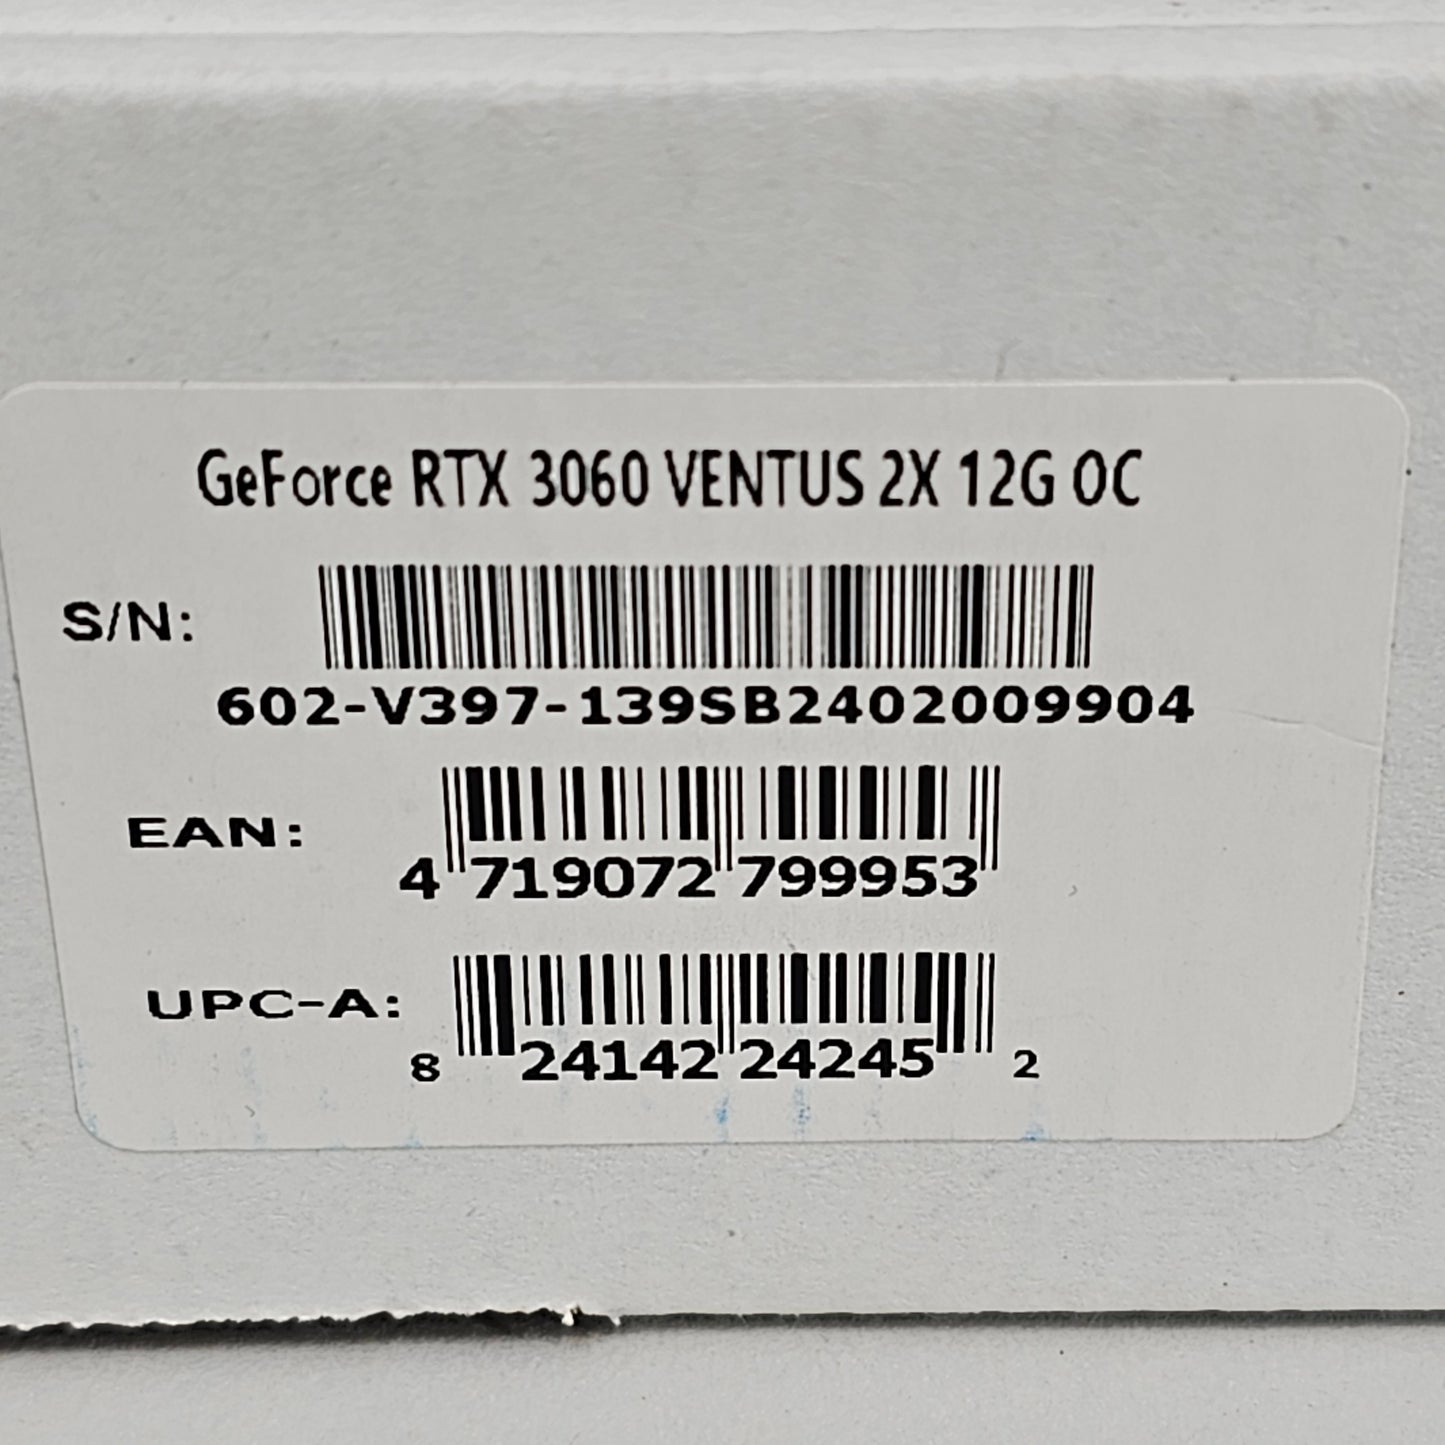 GeForce RTX 3060 VENTUS 2X 12G OC
S/N:
602-V397-139SB2402009904
EAN:
4 719072 799953
UPC-A:
8 24142 24245 2